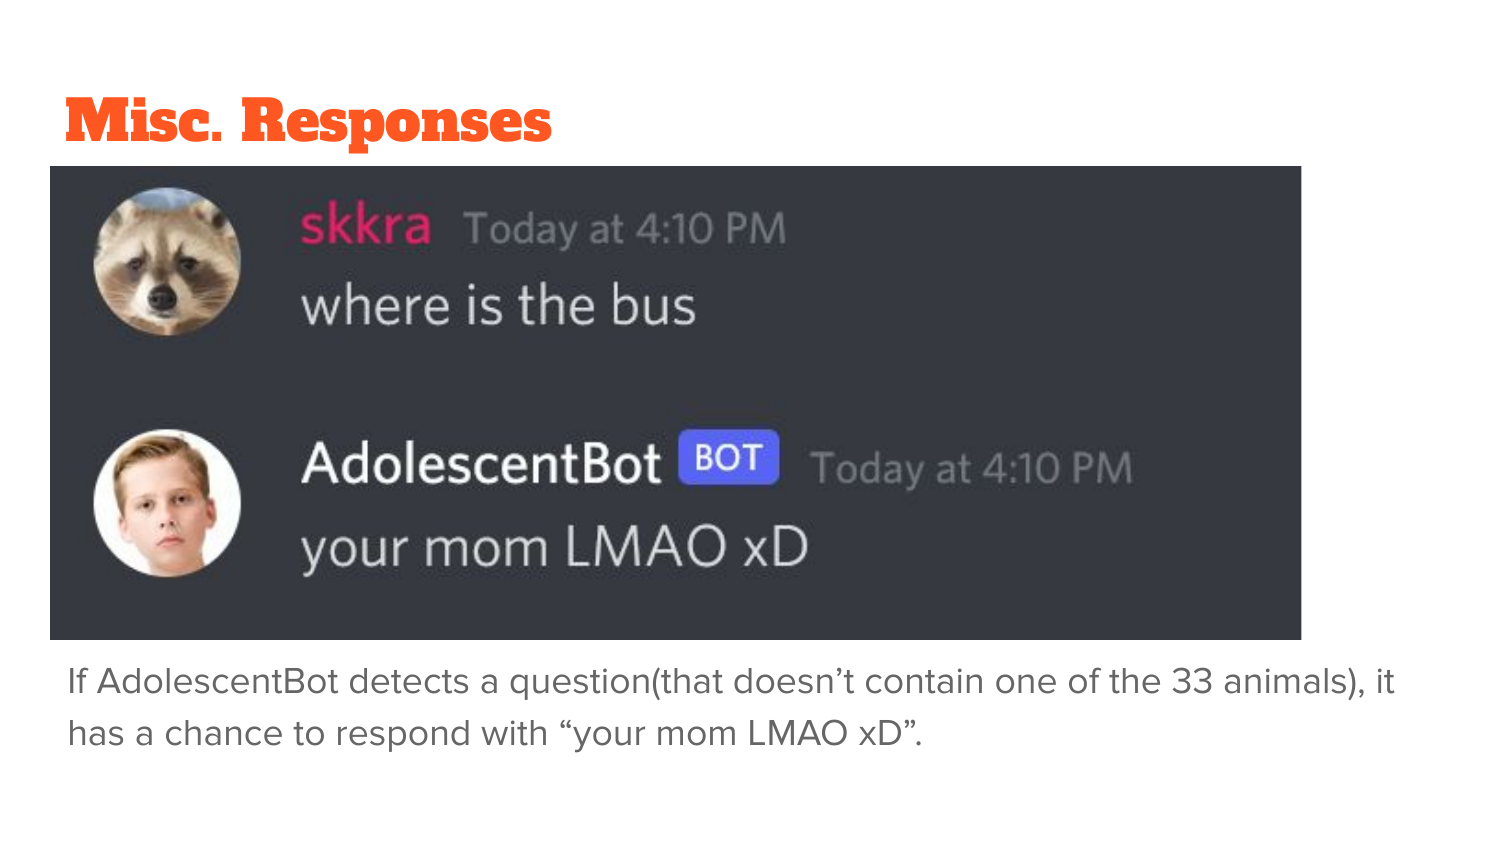 Misc. Responses
skkra Today at 4:10 PM
where is the bus
AdolescentBot BOT Today at 4:10 PM
your mom LMAO xD
If AdolescentBot detects a question(that doesn’t contain one of the 33 animals), it
has a chance to respond with “your mom LMAO xD”.